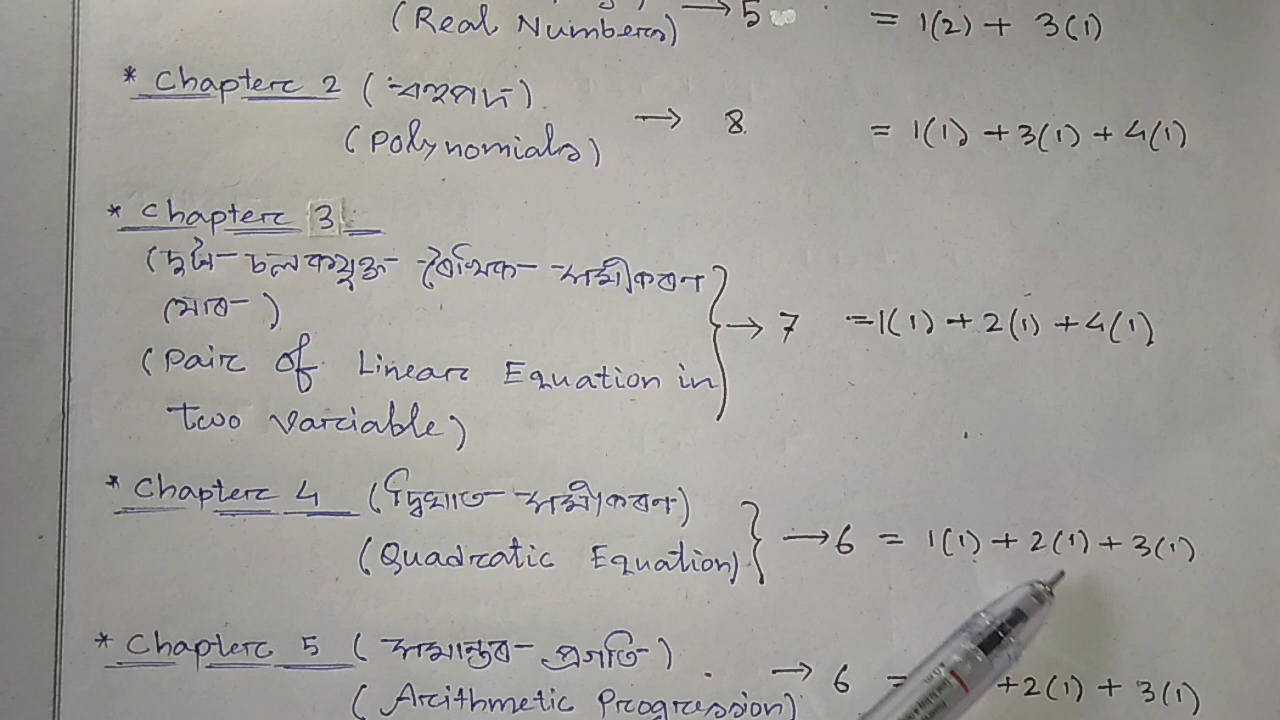 (Real Numbers) → 5 = 1(2) + 3(1)
* Chapter 2 (বহুপদ)
(Polynomials) → 8 = 1(1) + 3(1) + 4(1)
* Chapter 3
(দুটা চলকযুক্ত ৰৈখিক সমীকৰণ
যোৰ)
(Pair of Linear Equation in
two variable) → 7 = 1(1) + 2(1) + 4(1)
* Chapter 4 (দ্বিঘাত সমীকৰণ)
(Quadratic Equation) → 6 = 1(1) + 2(1) + 3(1)
* Chapter 5 (সমান্তৰ প্ৰগতি)
(Arithmetic Progression) → 6 = +2(1) + 3(1)